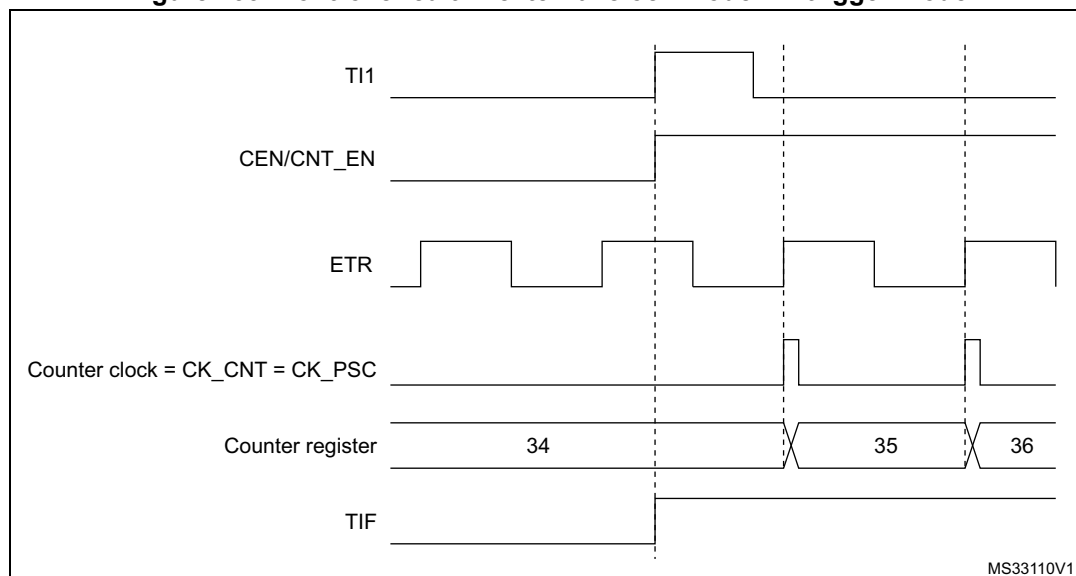 TI1
CEN/CNT_EN
ETR
Counter clock = CK_CNT = CK_PSC
Counter register 34 35 36
TIF
MS33110V1